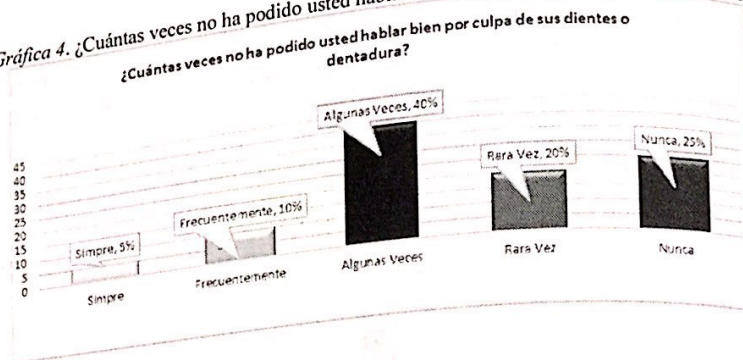 Gráfica 4. ¿Cuántas veces no ha podido usted
¿Cuántas veces no ha podido usted hablar bien por culpa de sus dientes o
dentadura?
45
40
35
30
25
20
15
10
5
0
Simpre, 5%
Frecuentemente, 10%
Algunas Veces, 40%
Rara Vez, 20%
Nunca, 25%
Simpre
Frecuentemente
Algunas Veces
Rara Vez
Nunca